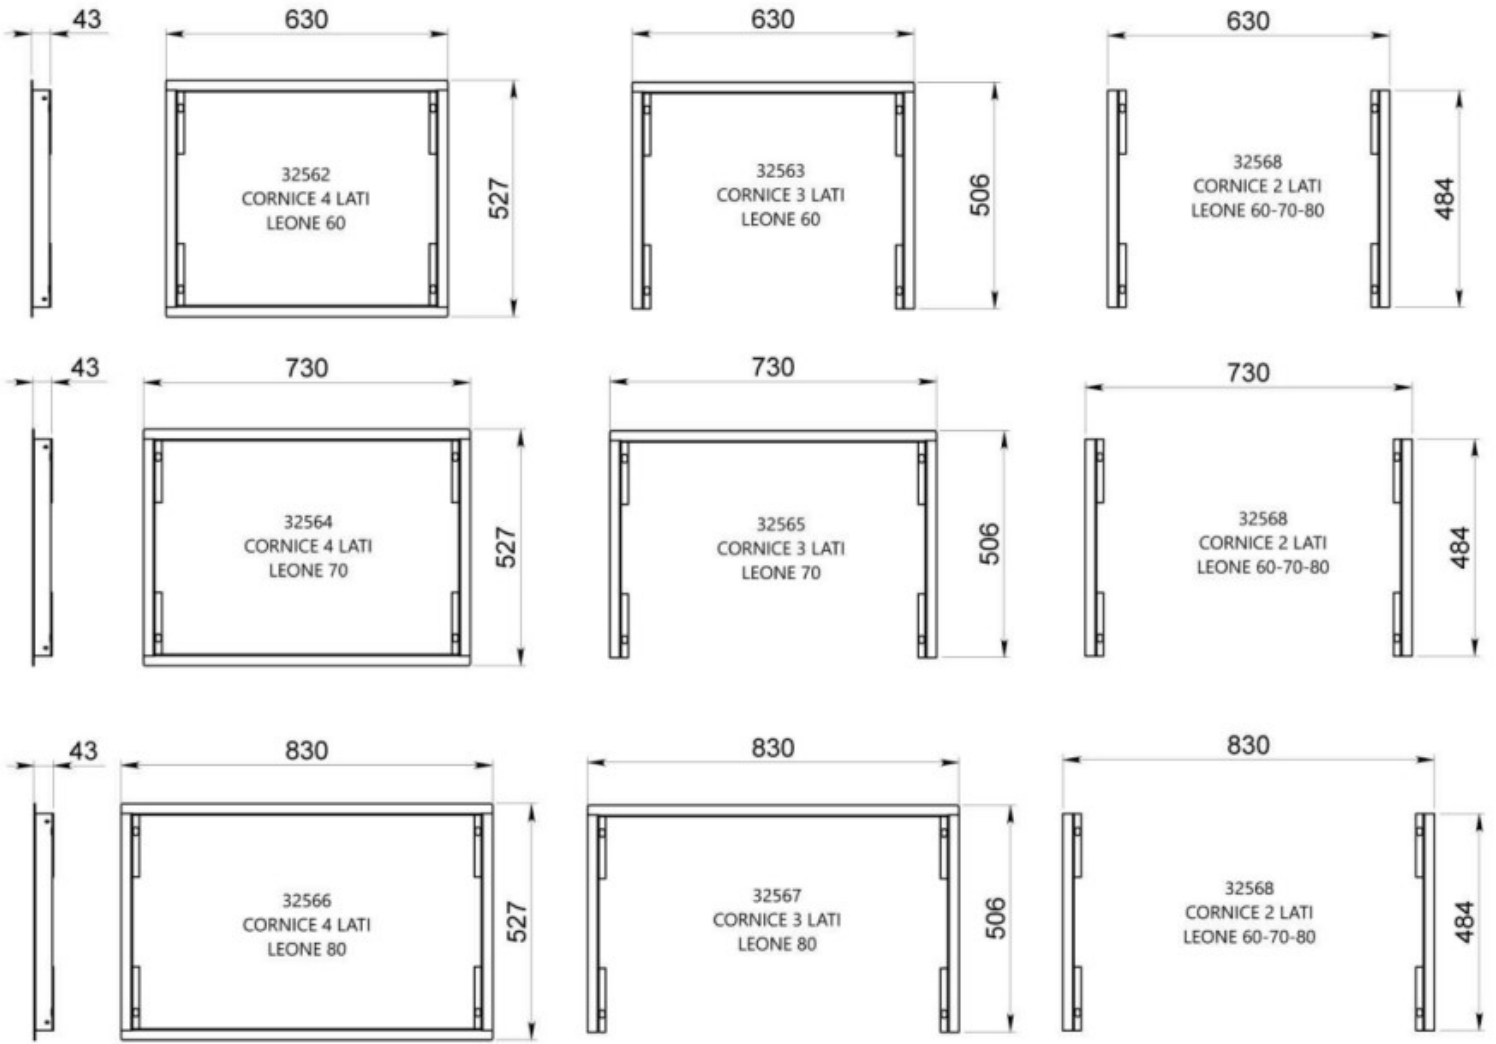 43
630
630
630
32562
CORNICE 4 LATI
LEONE 60
527
32563
CORNICE 3 LATI
LEONE 60
506
32568
CORNICE 2 LATI
LEONE 60-70-80
484
43
730
730
730
32564
CORNICE 4 LATI
LEONE 70
527
32565
CORNICE 3 LATI
LEONE 70
506
32568
CORNICE 2 LATI
LEONE 60-70-80
484
43
830
830
830
32566
CORNICE 4 LATI
LEONE 80
527
32567
CORNICE 3 LATI
LEONE 80
506
32568
CORNICE 2 LATI
LEONE 60-70-80
484